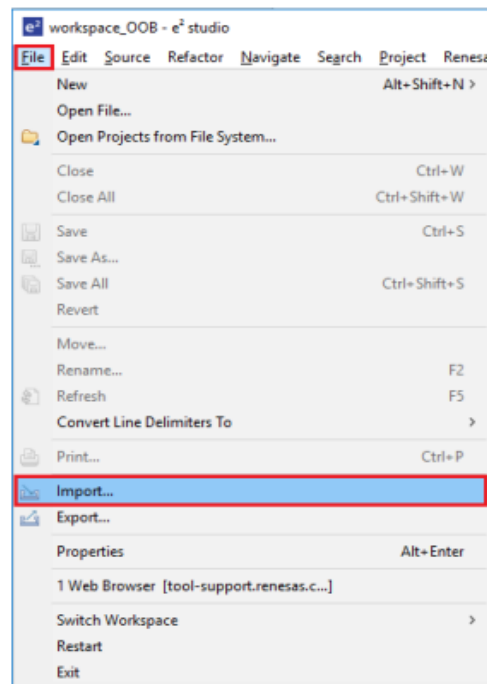 e² workspace_OOB - e² studio
File Edit Source Refactor Navigate Search Project Renesa
New Alt+Shift+N >
Open File...
Open Projects from File System...
Close Ctrl+W
Close All Ctrl+Shift+W
Save Ctrl+S
Save As...
Save All Ctrl+Shift+S
Revert
Move...
Rename... F2
Refresh F5
Convert Line Delimiters To >
Print... Ctrl+P
Import...
Export...
Properties Alt+Enter
1 Web Browser [tool-support.renesas.c...]
Switch Workspace >
Restart
Exit